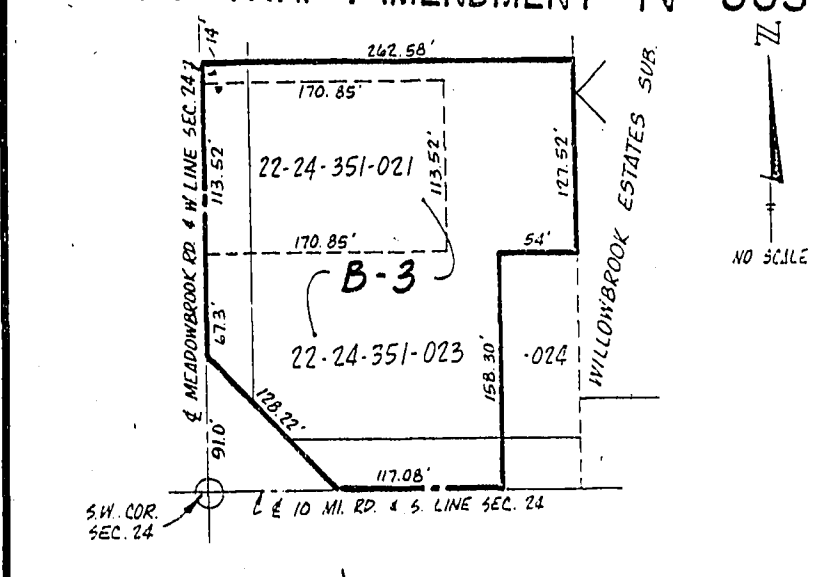 14'
262.58'
170.85'
℄ MEADOWBROOK RD. & W LINE SEC. 24
113.52'
22-24-351-021
113.52'
127.52'
WILLOWBROOK ESTATES SUB.
NO SCALE
170.85'
54'
B-3
67.3'
22-24-351-023
158.30'
-024
128.22'
91.0'
117.08'
S.W. COR.
SEC. 24
℄ 10 MI. RD. & S. LINE SEC. 24